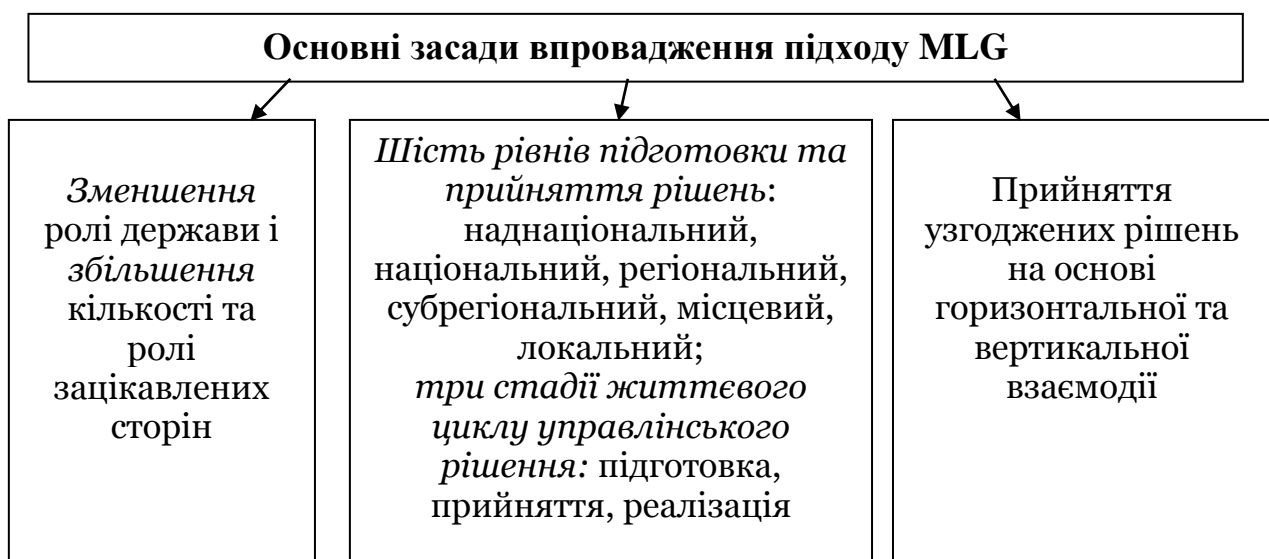 Основні засади впровадження підходу MLG
Зменшення
ролі держави і
збільшення
кількості та
ролі
зацікавлених
сторін
Шість рівнів підготовки та
прийняття рішень:
наднаціональний,
національний, регіональний,
субрегіональний, місцевий,
локальний;
три стадії життєвого
циклу управлінського
рішення: підготовка,
прийняття, реалізація
Прийняття
узгоджених рішень
на основі
горизонтальної та
вертикальної
взаємодії